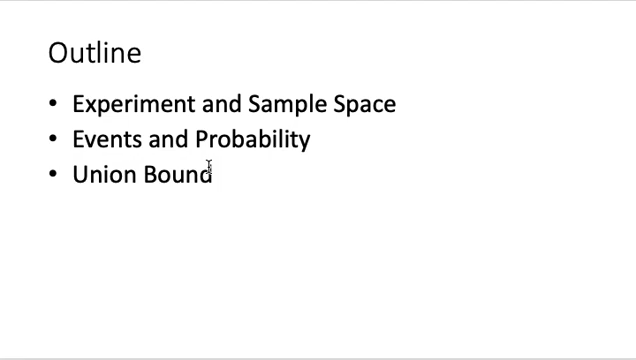 Outline
• Experiment and Sample Space
• Events and Probability
• Union Bound